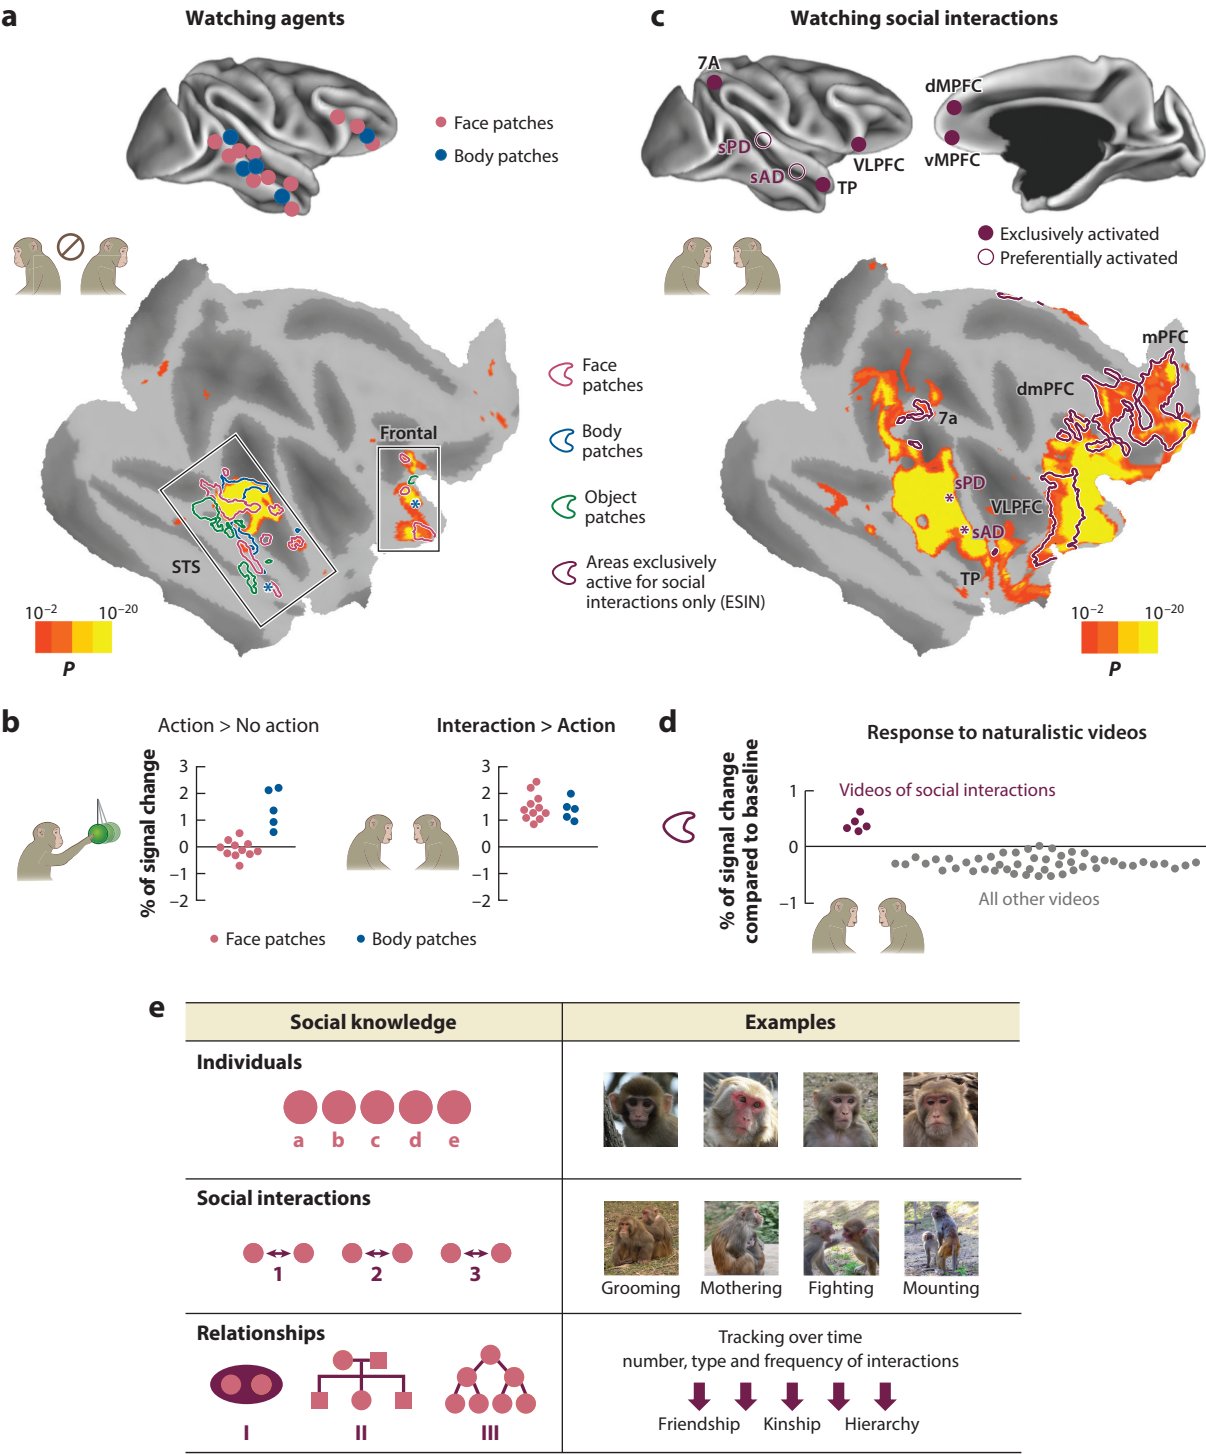 a
Watching agents
Face patches
Body patches
Face
patches
Body
patches
Object
patches
Areas exclusively
active for social
interactions only (ESIN)
Frontal
*
STS
*
10−2
10−20
P
c
Watching social interactions
7A
sPD
sAD
TP
VLPFC
dMPFC
vMPFC
Exclusively activated
Preferentially activated
mPFC
dmPFC
7a
sPD
*
VLPFC
* sAD
TP
10−2
10−20
P
b
Action > No action
% of signal change
3
2
1
0
−1
−2
Interaction > Action
3
2
1
0
−1
−2
Face patches
Body patches
d
Response to naturalistic videos
% of signal change
compared to baseline
1
0
−1
Videos of social interactions
All other videos
e
Social knowledge
Examples
Individuals
a b c d e
Social interactions
1 2 3
Grooming Mothering Fighting Mounting
Relationships
I II III
Tracking over time
number, type and frequency of interactions
Friendship Kinship Hierarchy